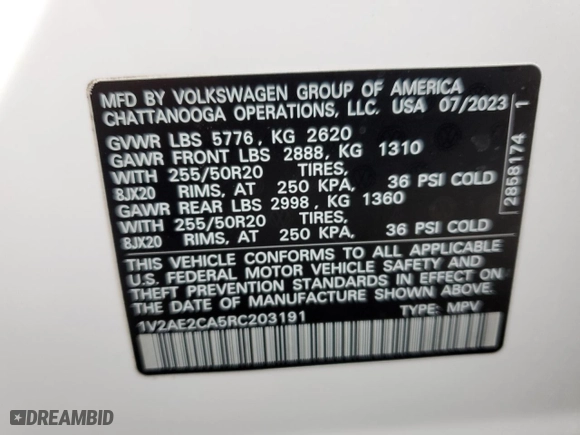 MFD BY VOLKSWAGEN GROUP OF AMERICA
CHATTANOOGA OPERATIONS, LLC. USA 07/2023
GVWR LBS 5776, KG 2620
GAWR FRONT LBS 2888, KG 1310
WITH 255/50R20 TIRES,
8JX20 RIMS, AT 250 KPA, 36 PSI COLD
GAWR REAR LBS 2998, KG 1360
WITH 255/50R20 TIRES,
8JX20 RIMS, AT 250 KPA, 36 PSI COLD
THIS VEHICLE CONFORMS TO ALL APPLICABLE
U.S. FEDERAL MOTOR VEHICLE SAFETY AND
THEFT PREVENTION STANDARDS IN EFFECT ON
THE DATE OF MANUFACTURE SHOWN ABOVE.
1V2AE2CA5RC203191 TYPE: MPV
2858174 1
DREAMBID